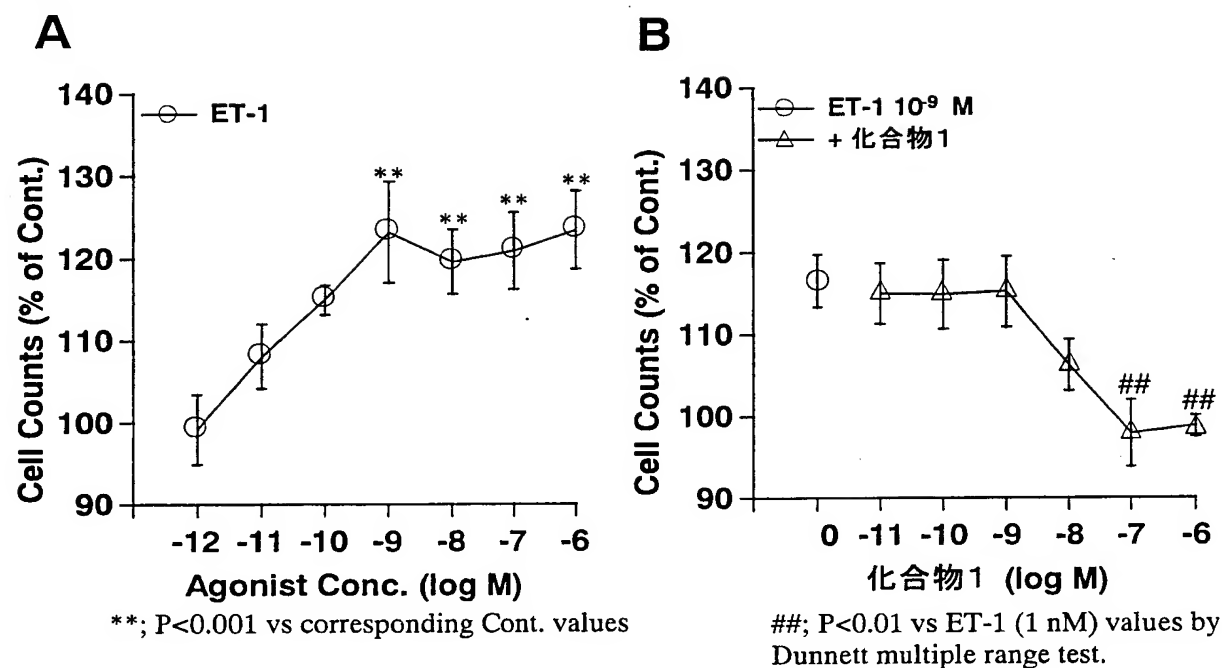 A
140
130
120
110
100
90
Cell Counts (% of Cont.)
ET-1
**
**
**
**
-12 -11 -10 -9 -8 -7 -6
Agonist Conc. (log M)
**; P<0.001 vs corresponding Cont. values
B
140
130
120
110
100
90
Cell Counts (% of Cont.)
ET-1 10⁻⁹ M
+ 化合物1
##
##
0 -11 -10 -9 -8 -7 -6
化合物1 (log M)
##; P<0.01 vs ET-1 (1 nM) values by
Dunnett multiple range test.